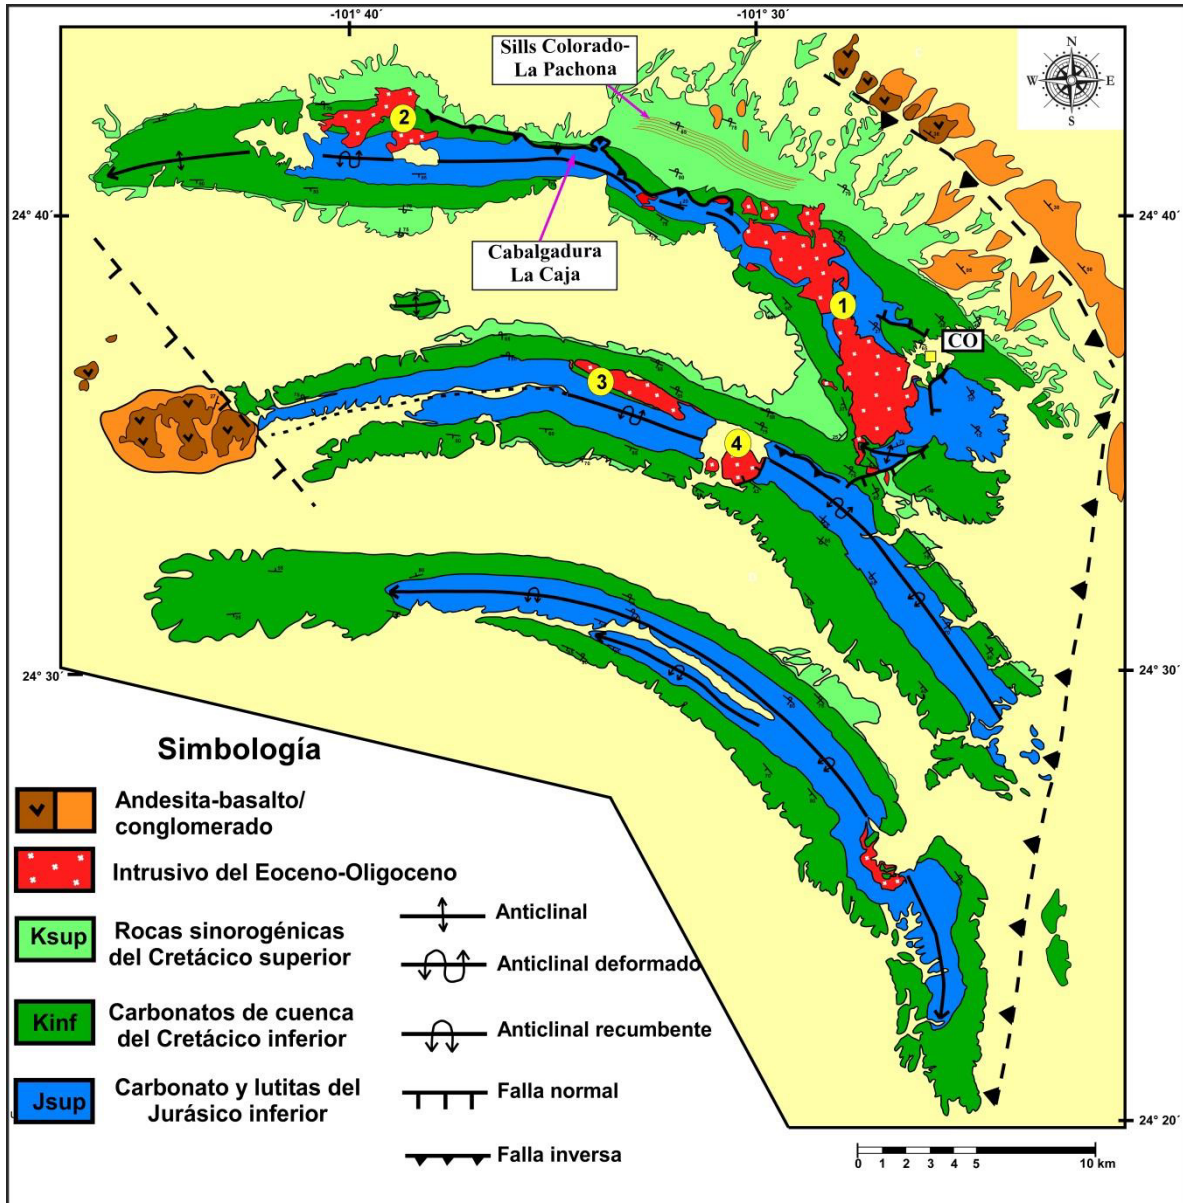 -101° 40'
-101° 30'
Sills Colorado-
La Pachona
N
W
E
S
2
24° 40'
24° 40'
Cabalgadura
La Caja
1
CO
3
4
24° 30'
24° 30'
Simbología
Andesita-basalto/
conglomerado
Intrusivo del Eoceno-Oligoceno
Ksup
Rocas sinorogénicas
del Cretácico superior
Kinf
Carbonatos de cuenca
del Cretácico inferior
Jsup
Carbonato y lutitas del
Jurásico inferior
Anticlinal
Anticlinal deformado
Anticlinal recumbente
Falla normal
Falla inversa
24° 20'
0 1 2 3 4 5 10 km